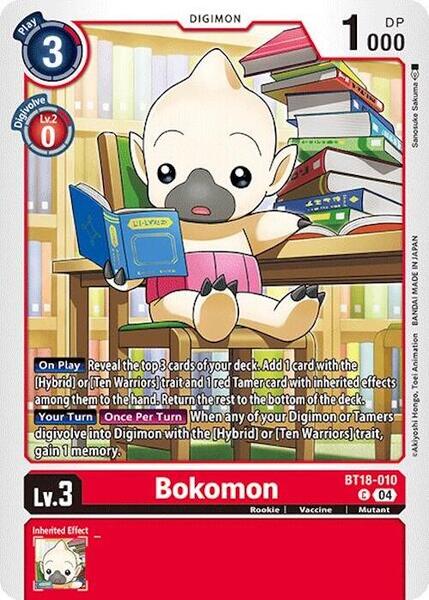 DIGIMON
Play
3
1000
DP
Digivolve
Lv.2
0
Sanosuke Sakuma
©Akiyoshi Hongo, Toei Animation BANDAI MADE IN JAPAN
On Play Reveal the top 3 cards of your deck. Add 1 card with the
[Hybrid] or [Ten Warriors] trait and 1 red Tamer card with inherited effects
among them to the hand. Return the rest to the bottom of the deck.
Your Turn Once Per Turn When any of your Digimon or Tamers
digivolve into Digimon with the [Hybrid] or [Ten Warriors] trait,
gain 1 memory.
Lv.3
Bokomon
BT18-010
C 04
Rookie | Vaccine | Mutant
Inherited Effect
–